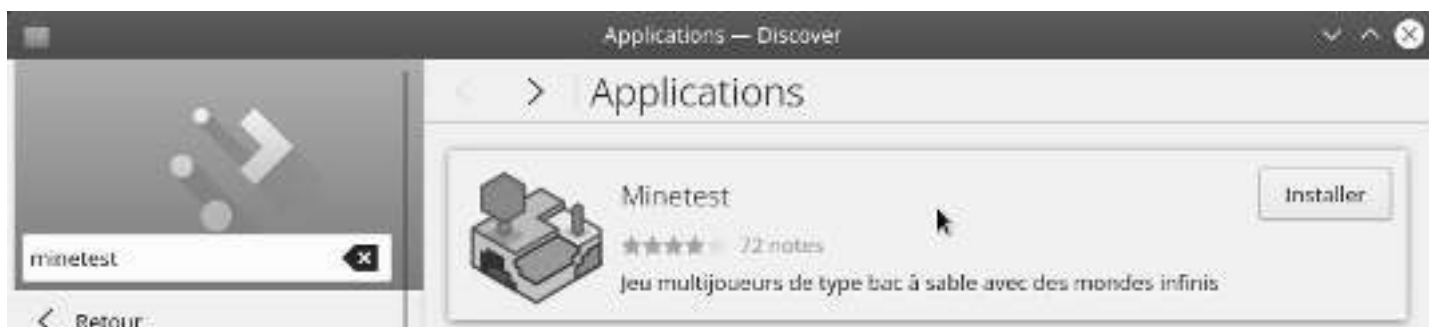 Applications — Discover
Applications
minetest
Retour
Minetest
Installer
72 notes
Jeu multijoueurs de type bac à sable avec des mondes infinis